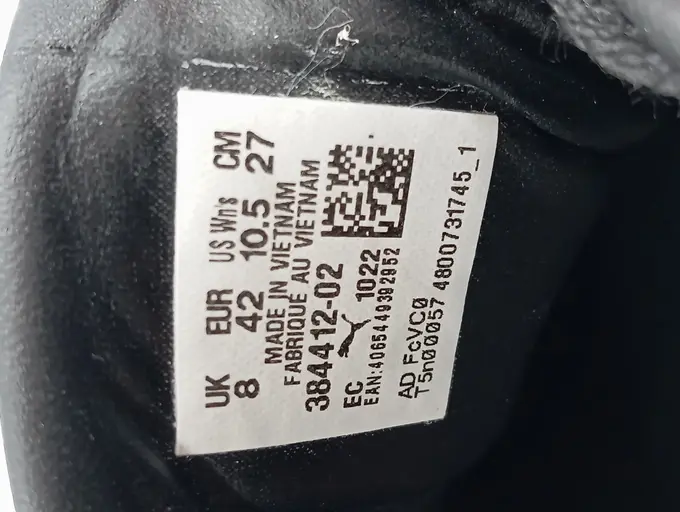 UK EUR US Wn's CM
8 42 10.5 27
MADE IN VIETNAM
FABRIQUE AU VIETNAM
384412-02
EC 1022
EAN:4065449392952
AD FcVC0
T5n00057 4800731745_1